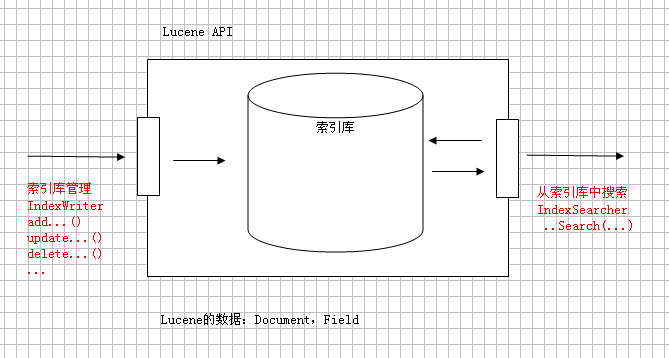 Lucene API
索引库
索引库管理
IndexWriter
add...()
update...()
delete...()
...
从索引库中搜索
IndexSearcher
..Search(...)
Lucene的数据：Document，Field